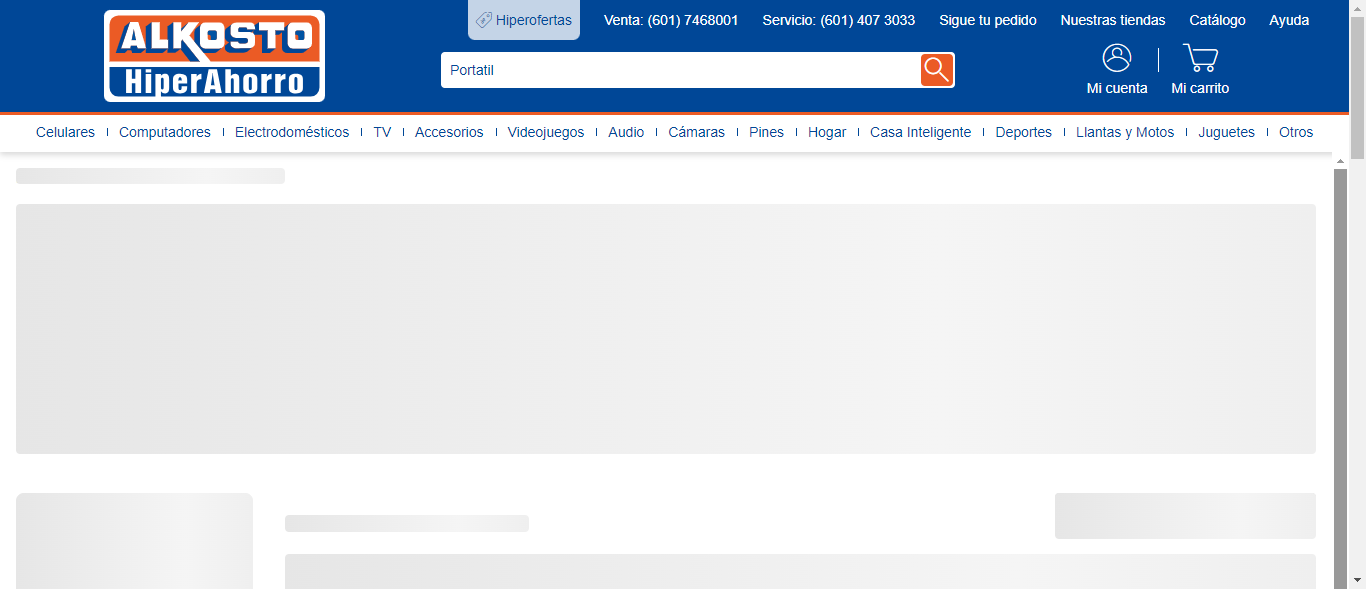 ALKOSTO
HiperAhorro
Hiperofertas Venta: (601) 7468001 Servicio: (601) 407 3033 Sigue tu pedido Nuestras tiendas Catálogo Ayuda
Portatil
Mi cuenta Mi carrito
Celulares Computadores Electrodomésticos TV Accesorios Videojuegos Audio Cámaras Pines Hogar Casa Inteligente Deportes Llantas y Motos Juguetes Otros